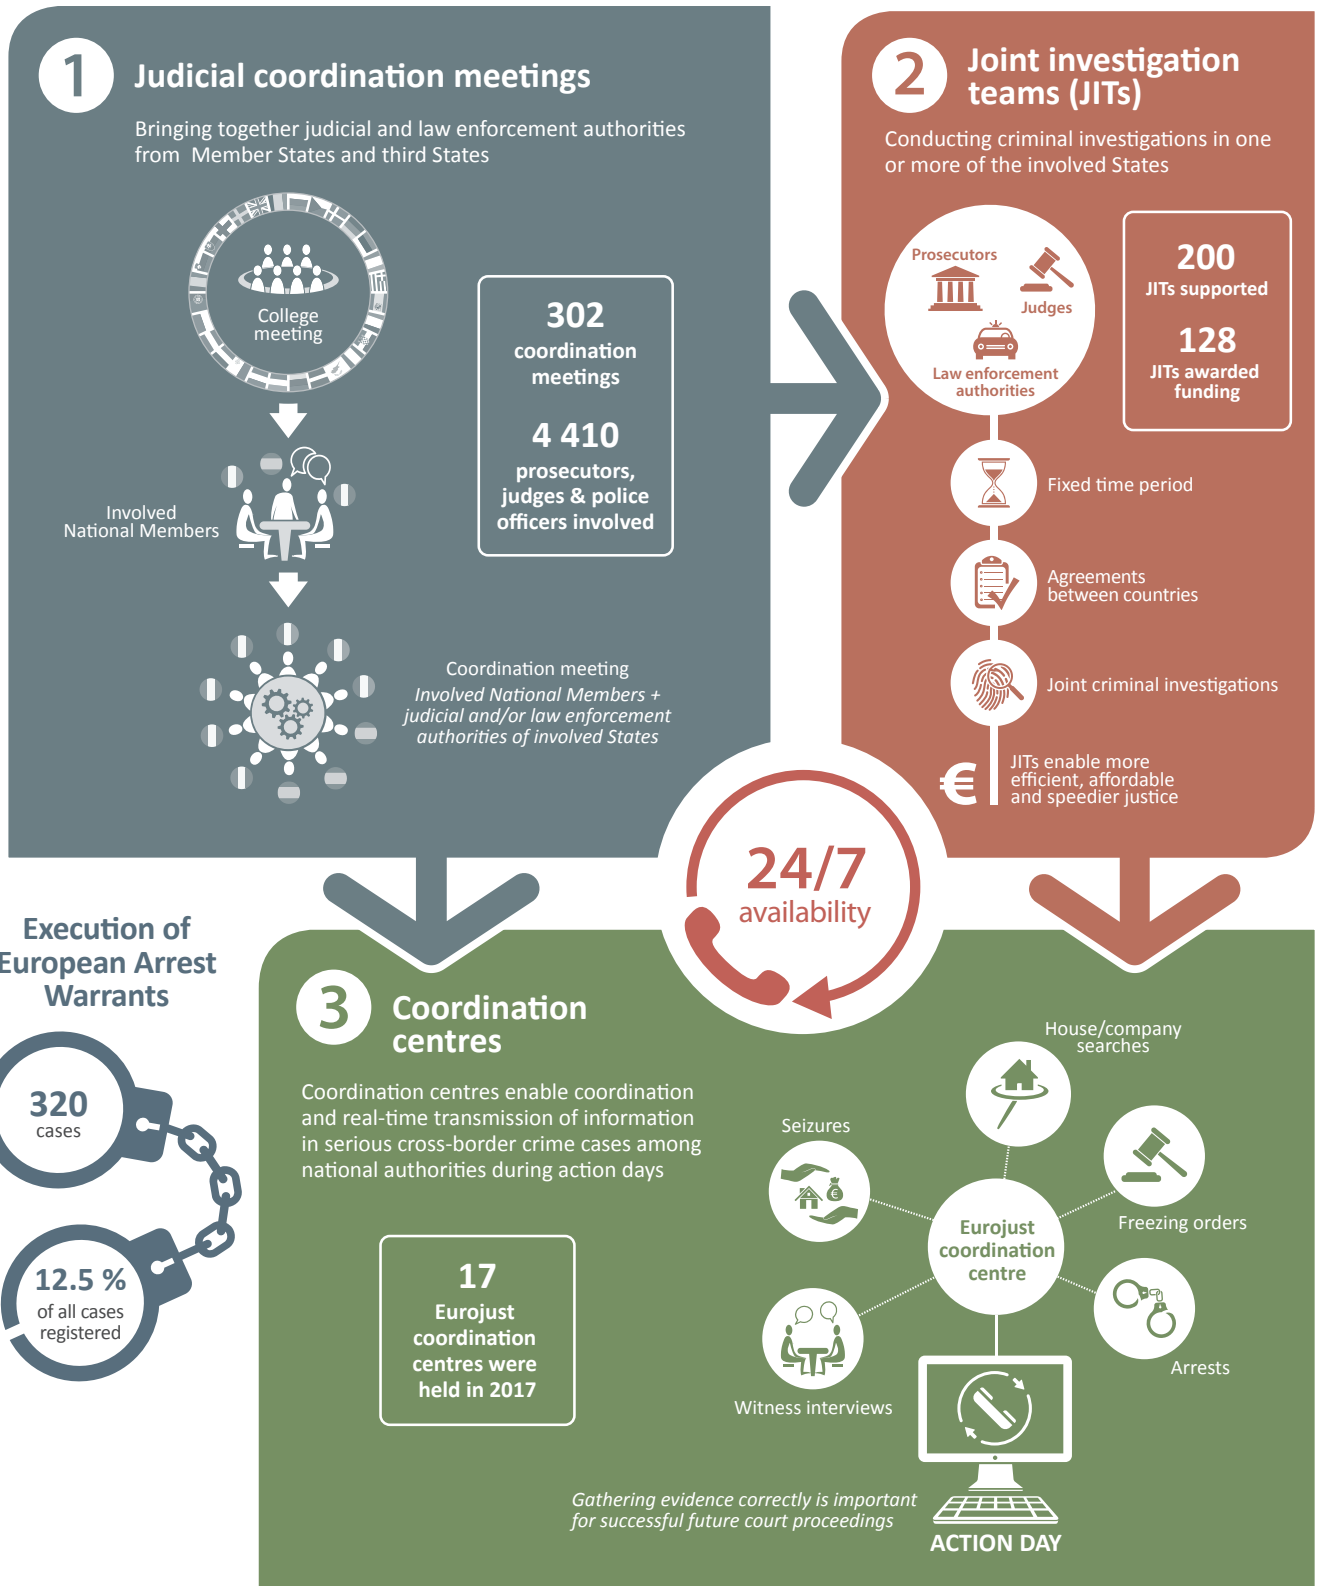 1
Judicial coordination meetings
Bringing together judicial and law enforcement authorities
from Member States and third States
College
meeting
Involved
National Members
302
coordination
meetings
4 410
prosecutors,
judges & police
officers involved
Coordination meeting
Involved National Members +
judicial and/or law enforcement
authorities of involved States
2
Joint investigation
teams (JITs)
Conducting criminal investigations in one
or more of the involved States
Prosecutors
Judges
Law enforcement
authorities
200
JITs supported
128
JITs awarded
funding
Fixed time period
Agreements
between countries
Joint criminal investigations
€
JITs enable more
efficient, affordable
and speedier justice
24/7
availability
Execution of
European Arrest
Warrants
320
cases
12.5 %
of all cases
registered
3
Coordination
centres
Coordination centres enable coordination
and real-time transmission of information
in serious cross-border crime cases among
national authorities during action days
17
Eurojust
coordination
centres were
held in 2017
House/company
searches
Seizures
€
Freezing orders
Eurojust
coordination
centre
Arrests
Witness interviews
Gathering evidence correctly is important
for successful future court proceedings
ACTION DAY